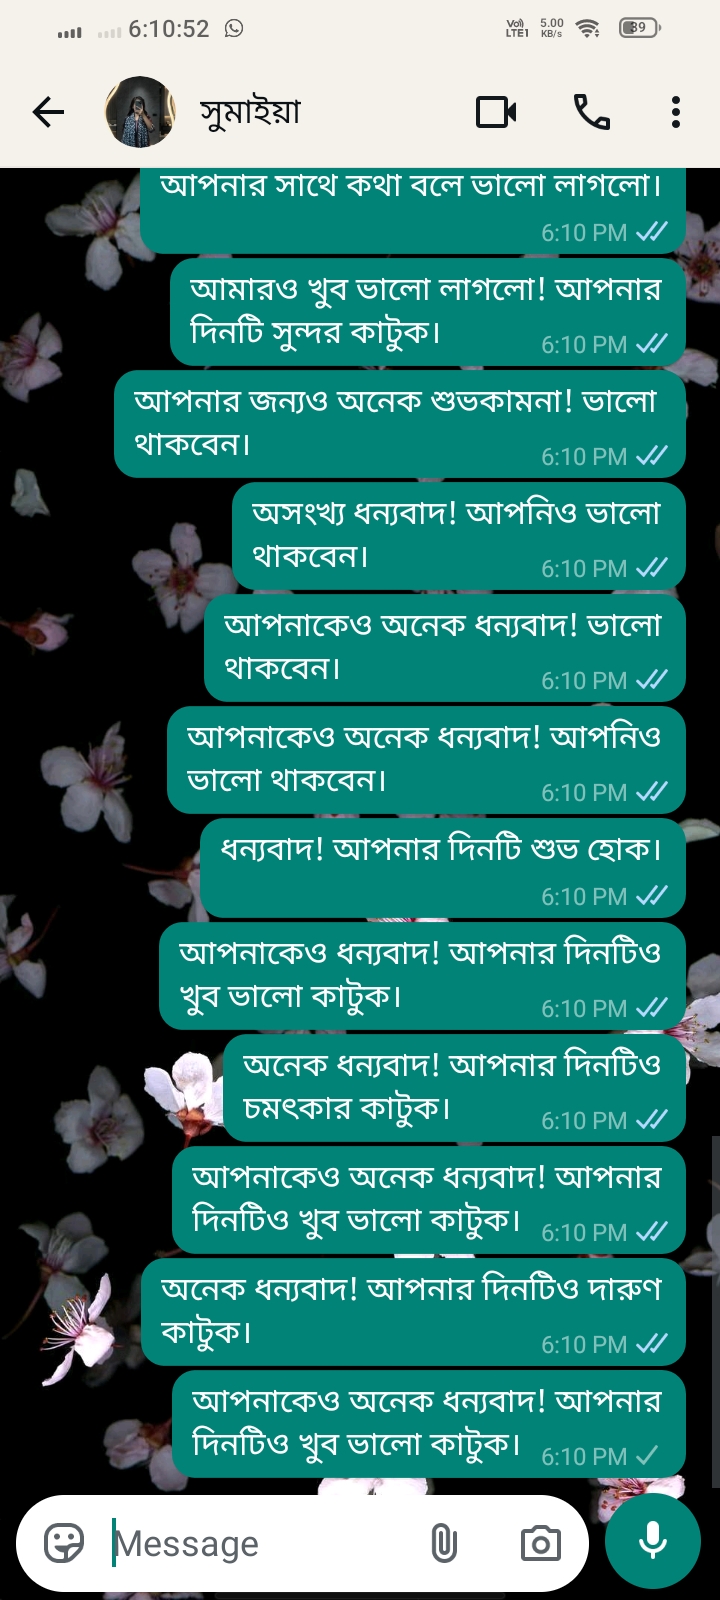 6:10:52
Vo))
LTE1
5.00
KB/s
39
সুমাইয়া
আপনার সাথে কথা বলে ভালো লাগলো।
6:10 PM
আমারও খুব ভালো লাগলো! আপনার
দিনটি সুন্দর কাটুক।
6:10 PM
আপনার জন্যও অনেক শুভকামনা! ভালো
থাকবেন।
6:10 PM
অসংখ্য ধন্যবাদ! আপনিও ভালো
থাকবেন।
6:10 PM
আপনাকেও অনেক ধন্যবাদ! ভালো
থাকবেন।
6:10 PM
আপনাকেও অনেক ধন্যবাদ! আপনিও
ভালো থাকবেন।
6:10 PM
ধন্যবাদ! আপনার দিনটি শুভ হোক।
6:10 PM
আপনাকেও ধন্যবাদ! আপনার দিনটিও
খুব ভালো কাটুক।
6:10 PM
অনেক ধন্যবাদ! আপনার দিনটিও
চমৎকার কাটুক।
6:10 PM
আপনাকেও অনেক ধন্যবাদ! আপনার
দিনটিও খুব ভালো কাটুক।
6:10 PM
অনেক ধন্যবাদ! আপনার দিনটিও দারুণ
কাটুক।
6:10 PM
আপনাকেও অনেক ধন্যবাদ! আপনার
দিনটিও খুব ভালো কাটুক।
6:10 PM
Message